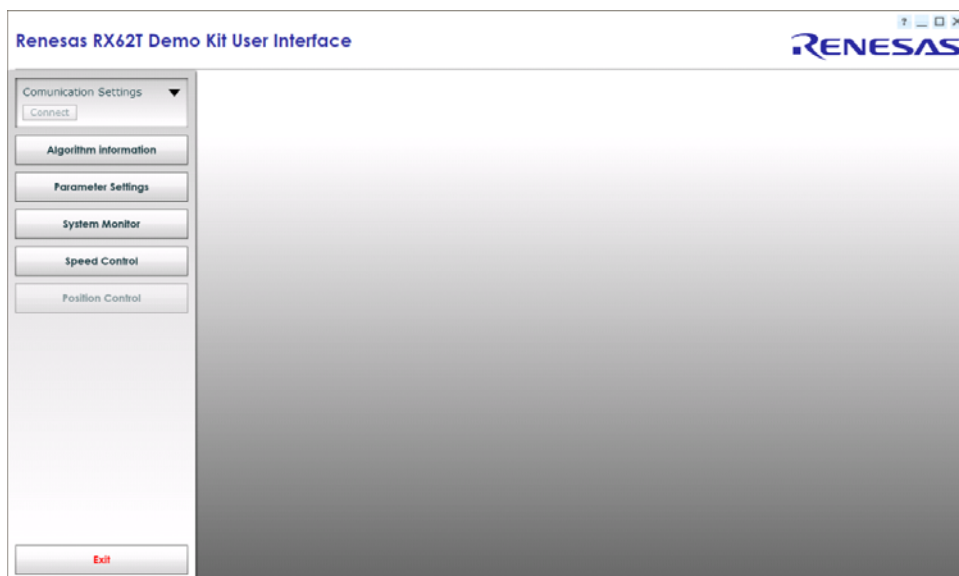 Renesas RX62T Demo Kit User Interface
?
RENESAS
Comunication Settings
Connect
Algorithm information
Parameter Settings
System Monitor
Speed Control
Position Control
Exit